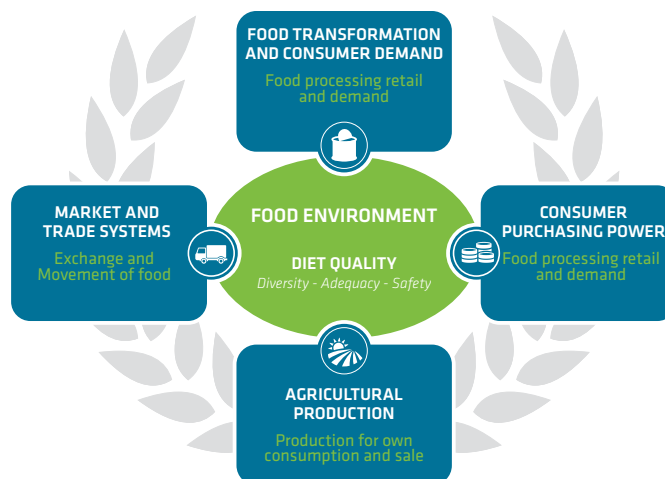 FOOD TRANSFORMATION
AND CONSUMER DEMAND
Food processing retail
and demand
MARKET AND
TRADE SYSTEMS
Exchange and
Movement of food
FOOD ENVIRONMENT
DIET QUALITY
Diversity - Adequacy - Safety
CONSUMER
PURCHASING POWER
Food processing retail
and demand
AGRICULTURAL
PRODUCTION
Production for own
consumption and sale